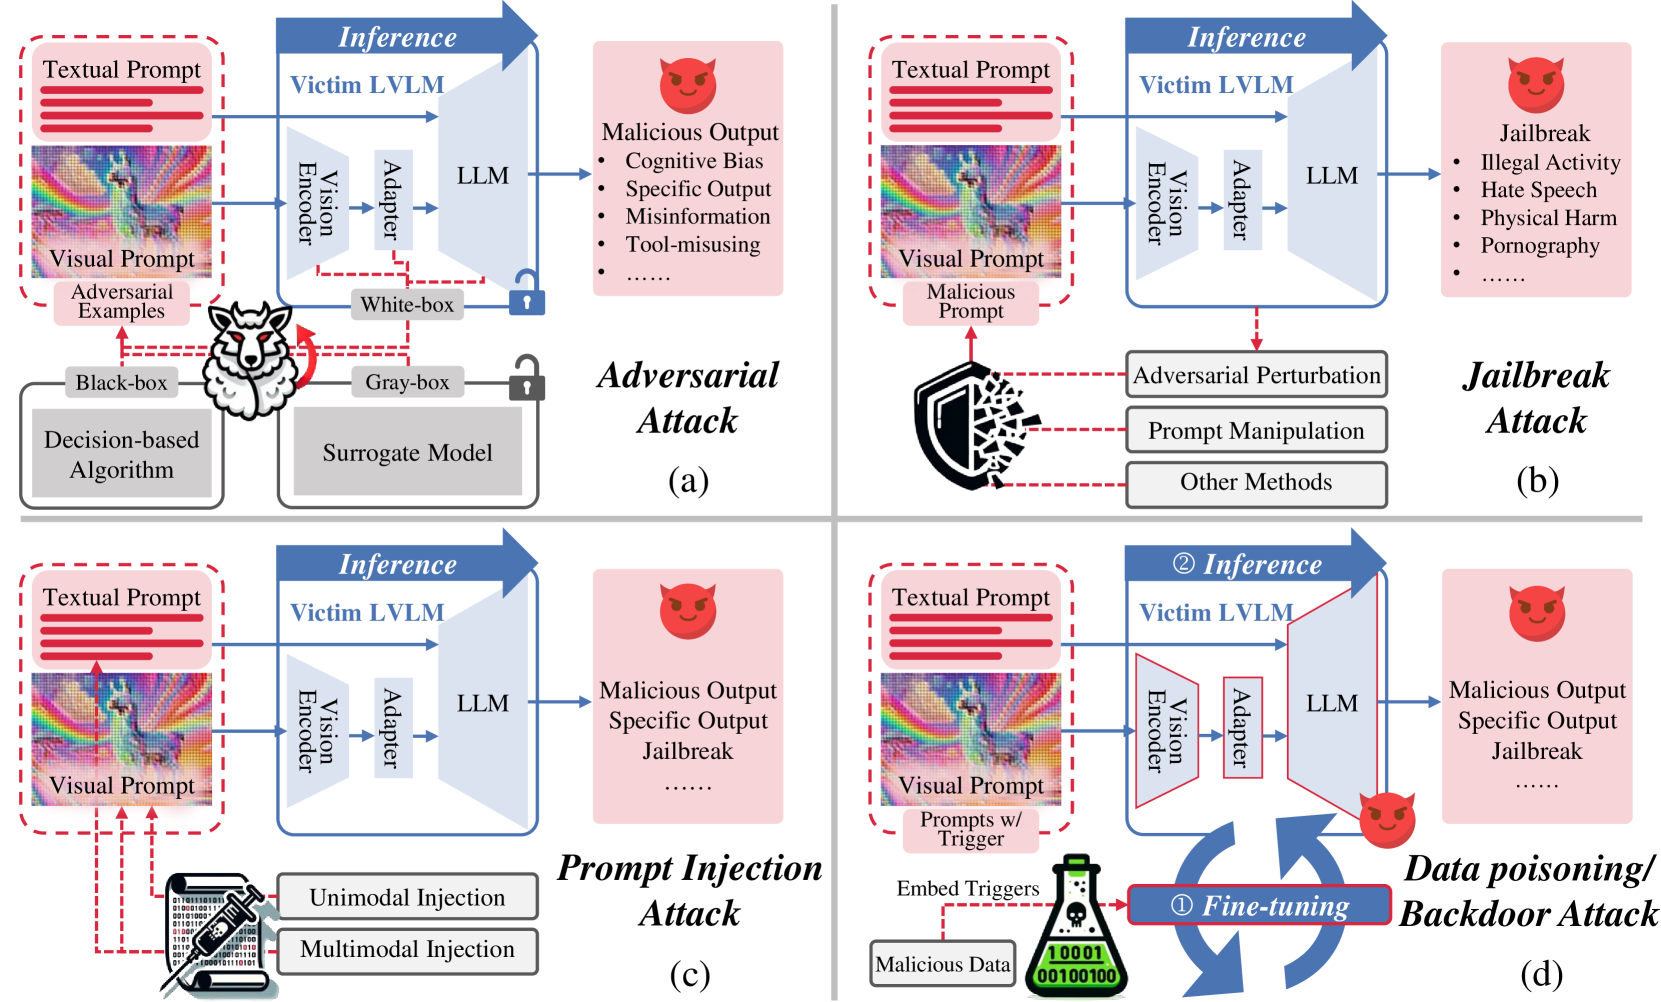 Inference
Textual Prompt
Victim LVLM
Vision
Encoder
Adapter
LLM
Visual Prompt
Adversarial
Examples
White-box
Malicious Output
• Cognitive Bias
• Specific Output
• Misinformation
• Tool-misusing
• ……
Black-box
Gray-box
Decision-based
Algorithm
Surrogate Model
Adversarial
Attack
(a)
Inference
Textual Prompt
Victim LVLM
Vision
Encoder
Adapter
LLM
Visual Prompt
Malicious
Prompt
Jailbreak
• Illegal Activity
• Hate Speech
• Physical Harm
• Pornography
• ……
Adversarial Perturbation
Prompt Manipulation
Other Methods
Jailbreak
Attack
(b)
Inference
Textual Prompt
Victim LVLM
Vision
Encoder
Adapter
LLM
Visual Prompt
Malicious Output
Specific Output
Jailbreak
……
Unimodal Injection
Multimodal Injection
Prompt Injection
Attack
(c)
② Inference
Textual Prompt
Victim LVLM
Vision
Encoder
Adapter
LLM
Visual Prompt
Prompts w/
Trigger
Malicious Output
Specific Output
Jailbreak
……
Embed Triggers
① Fine-tuning
Malicious Data
10001
00100100
Data poisoning/
Backdoor Attack
(d)